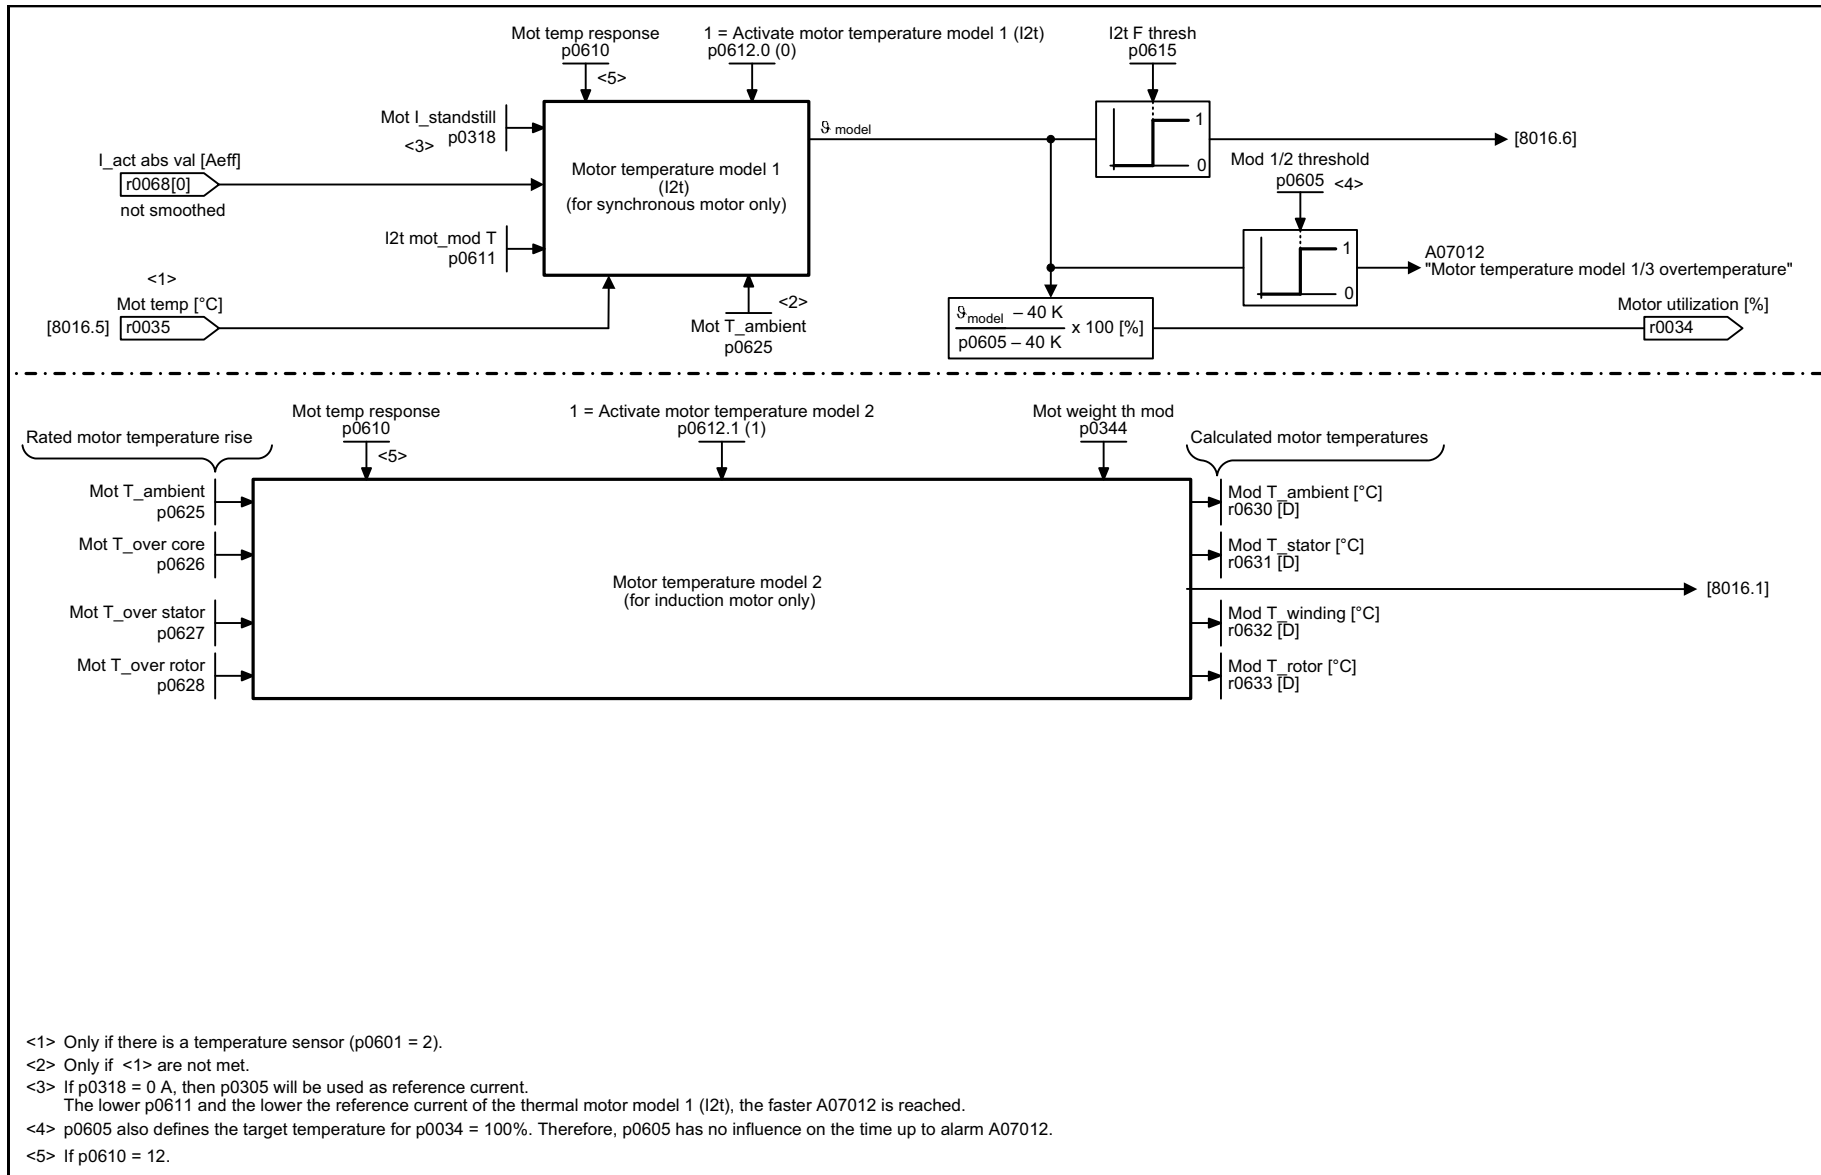 Mot temp response
p0610
<5>
1 = Activate motor temperature model 1 (I2t)
p0612.0 (0)
I2t F thresh
p0615
Mot I_standstill
p0318
<3>
I_act abs val [Aeff]
r0068[0]
not smoothed
Motor temperature model 1
(I2t)
(for synchronous motor only)
ϑ model
1
0
[8016.6]
Mod 1/2 threshold
p0605
<4>
I2t mot_mod T
p0611
1
0
A07012
"Motor temperature model 1/3 overtemperature"
<1>
Mot temp [°C]
[8016.5]
r0035
<2>
Mot T_ambient
p0625
ϑmodel – 40 K
p0605 – 40 K
x 100 [%]
Motor utilization [%]
r0034
Rated motor temperature rise
Mot temp response
p0610
<5>
1 = Activate motor temperature model 2
p0612.1 (1)
Mot weight th mod
p0344
Calculated motor temperatures
Mot T_ambient
p0625
Mot T_over core
p0626
Mot T_over stator
p0627
Mot T_over rotor
p0628
Motor temperature model 2
(for induction motor only)
Mod T_ambient [°C]
r0630 [D]
Mod T_stator [°C]
r0631 [D]
[8016.1]
Mod T_winding [°C]
r0632 [D]
Mod T_rotor [°C]
r0633 [D]
<1> Only if there is a temperature sensor (p0601 = 2).
<2> Only if <1> are not met.
<3> If p0318 = 0 A, then p0305 will be used as reference current.
The lower p0611 and the lower the reference current of the thermal motor model 1 (I2t), the faster A07012 is reached.
<4> p0605 also defines the target temperature for p0034 = 100%. Therefore, p0605 has no influence on the time up to alarm A07012.
<5> If p0610 = 12.